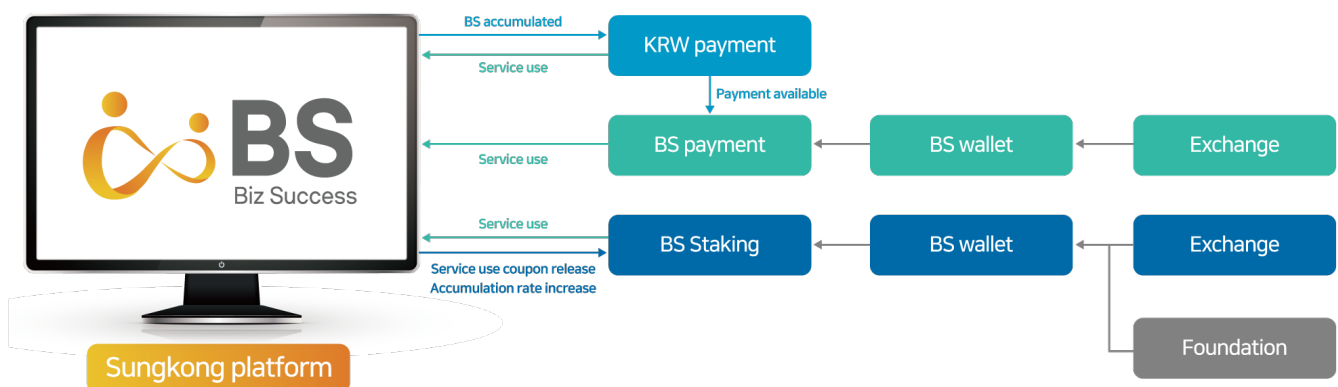 BS accumulated
KRW payment
Service use
Payment available
BS
Biz Success
Service use
BS payment
BS wallet
Exchange
Service use
BS Staking
BS wallet
Exchange
Service use coupon release
Accumulation rate increase
Foundation
Sungkong platform